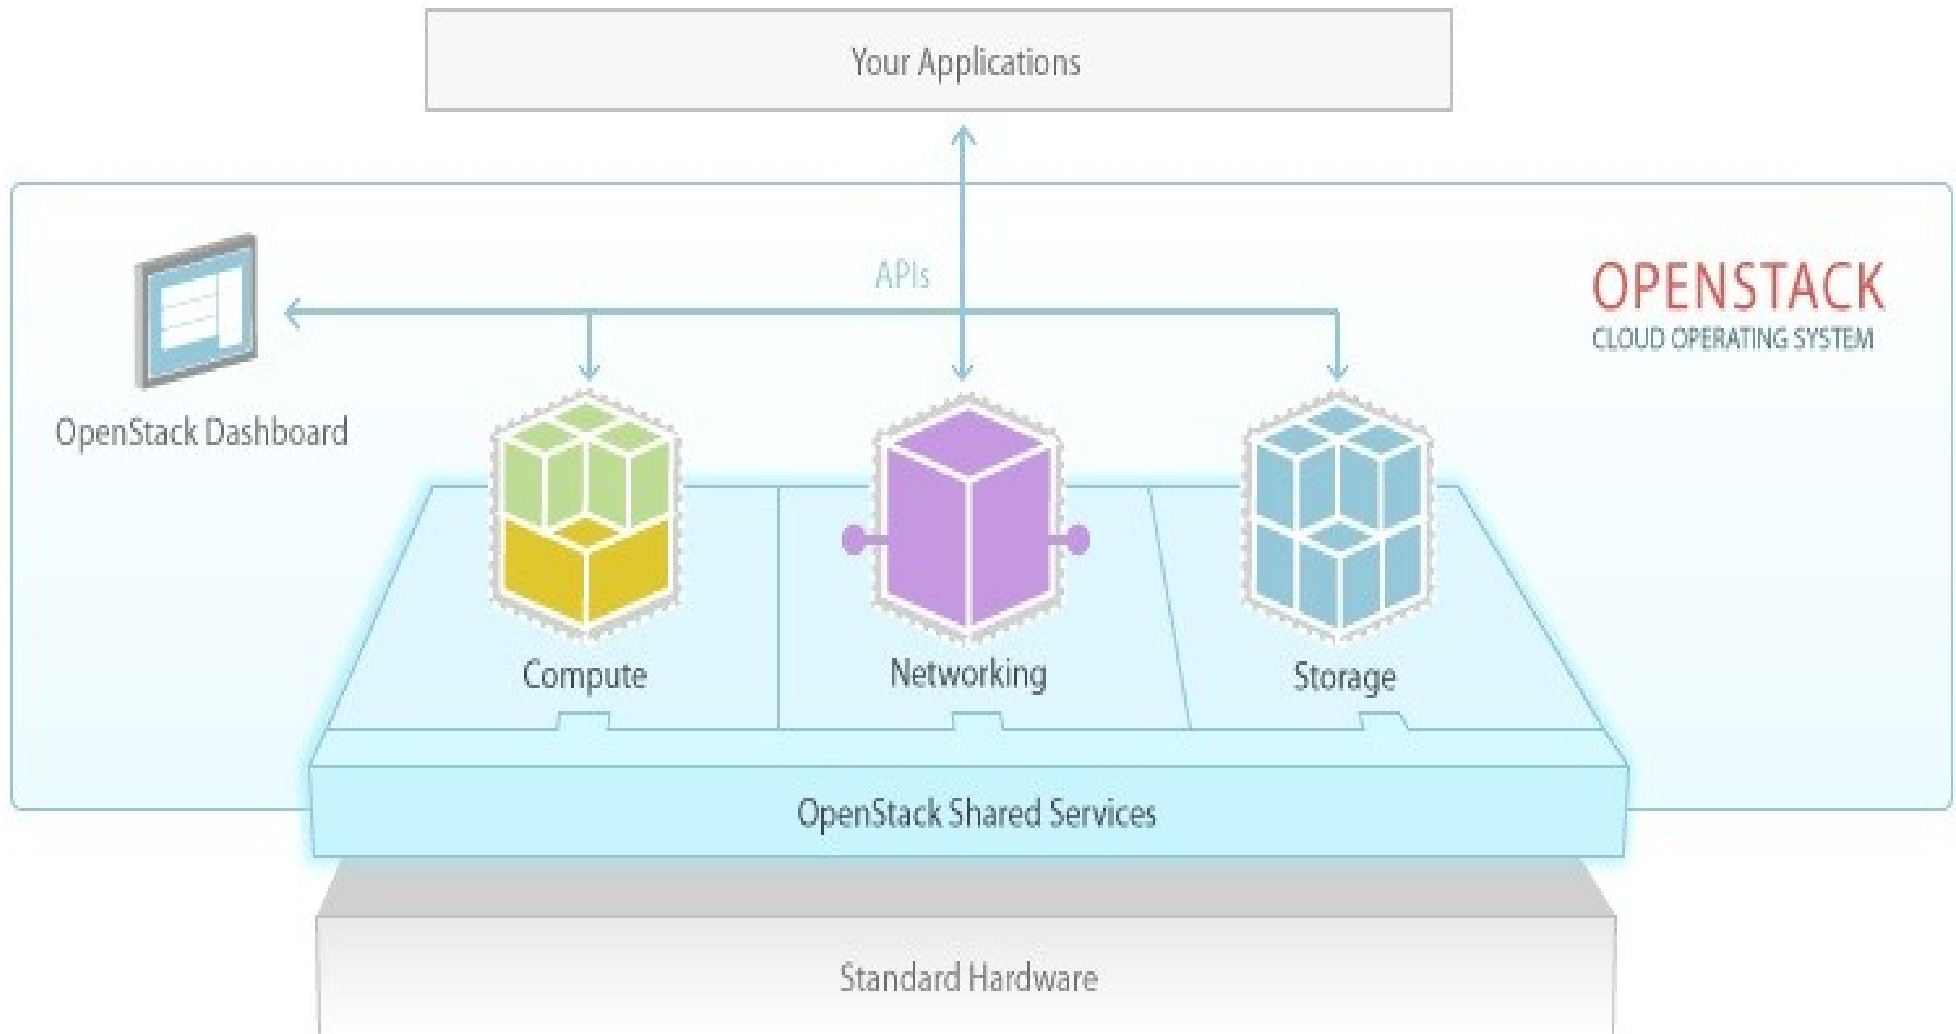 Your Applications
APIs
OPENSTACK
CLOUD OPERATING SYSTEM
OpenStack Dashboard
Compute
Networking
Storage
OpenStack Shared Services
Standard Hardware